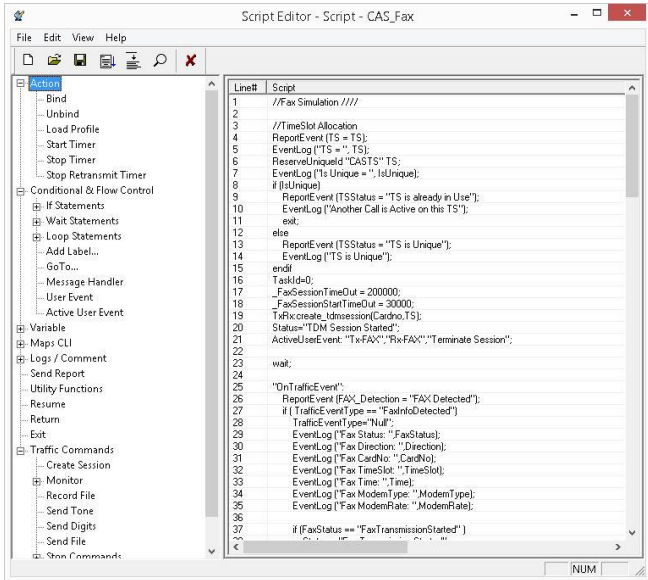 Script Editor - Script - CAS_Fax
File Edit View Help
Action
Bind
Unbind
Load Profile
Start Timer
Stop Timer
Stop Retransmit Timer
Conditional & Flow Control
If Statements
Wait Statements
Loop Statements
Add Label...
GoTo...
Message Handler
User Event
Active User Event
Variable
Maps CLI
Logs / Comment
Send Report
Utility Functions
Resume
Return
Exit
Traffic Commands
Create Session
Monitor
Record File
Send Tone
Send Digits
Send File
Stop Commands
Line# Script
1 //Fax Simulation ////
2
3 //TimeSlot Allocation
4 ReportEvent (TS = TS);
5 EventLog ("TS = ", TS);
6 ReserveUniqueId "CASTS" TS;
7 EventLog ("Is Unique = ", IsUnique);
8 if (IsUnique)
9 ReportEvent (TSStatus = "TS is already in Use");
10 EventLog ("Another Call is Active on this TS");
11 exit;
12 else
13 ReportEvent (TSStatus = "TS is Unique");
14 EventLog ("TS is Unique");
15 endif
16 TaskId=0;
17 _FaxSessionTimeOut = 200000;
18 _FaxSessionStartTimeOut = 30000;
19 TxRx:create_tdmsession(Cardno,TS);
20 Status="TDM Session Started";
21 ActiveUserEvent: "Tx-FAX","Rx-FAX","Terminate Session";
22
23 wait;
24
25 "OnTrafficEvent":
26 ReportEvent (FAX_Detection = "FAX Detected");
27 if ( TrafficEventType == "FaxInfoDetected")
28 TrafficEventType="Null";
29 EventLog ("Fax Status: ",FaxStatus);
30 EventLog ("Fax Direction: ",Direction);
31 EventLog ("Fax CardNo: ",CardNo);
32 EventLog ("Fax TimeSlot: ",TimeSlot);
33 EventLog ("Fax Time: ",Time);
34 EventLog ("Fax ModemType: ",ModemType);
35 EventLog ("Fax ModemRate: ",ModemRate);
36
37 if (FaxStatus == "FaxTransmissionStarted" )
NUM